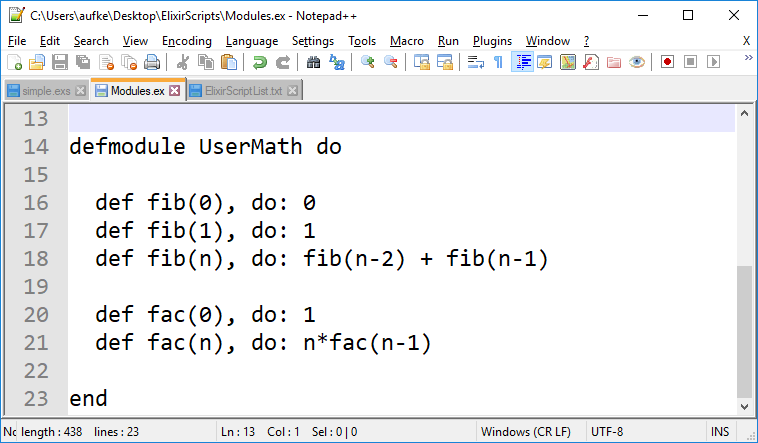 C:\Users\aufke\Desktop\ElixirScripts\Modules.ex - Notepad++
File Edit Search View Encoding Language Settings Tools Macro Run Plugins Window ? X
simple.exs Modules.ex ElixirScriptList.txt
13
14 defmodule UserMath do
15
16 def fib(0), do: 0
17 def fib(1), do: 1
18 def fib(n), do: fib(n-2) + fib(n-1)
19
20 def fac(0), do: 1
21 def fac(n), do: n*fac(n-1)
22
23 end
Nc length : 438 lines : 23 Ln : 13 Col : 1 Sel : 0 | 0 Windows (CR LF) UTF-8 INS